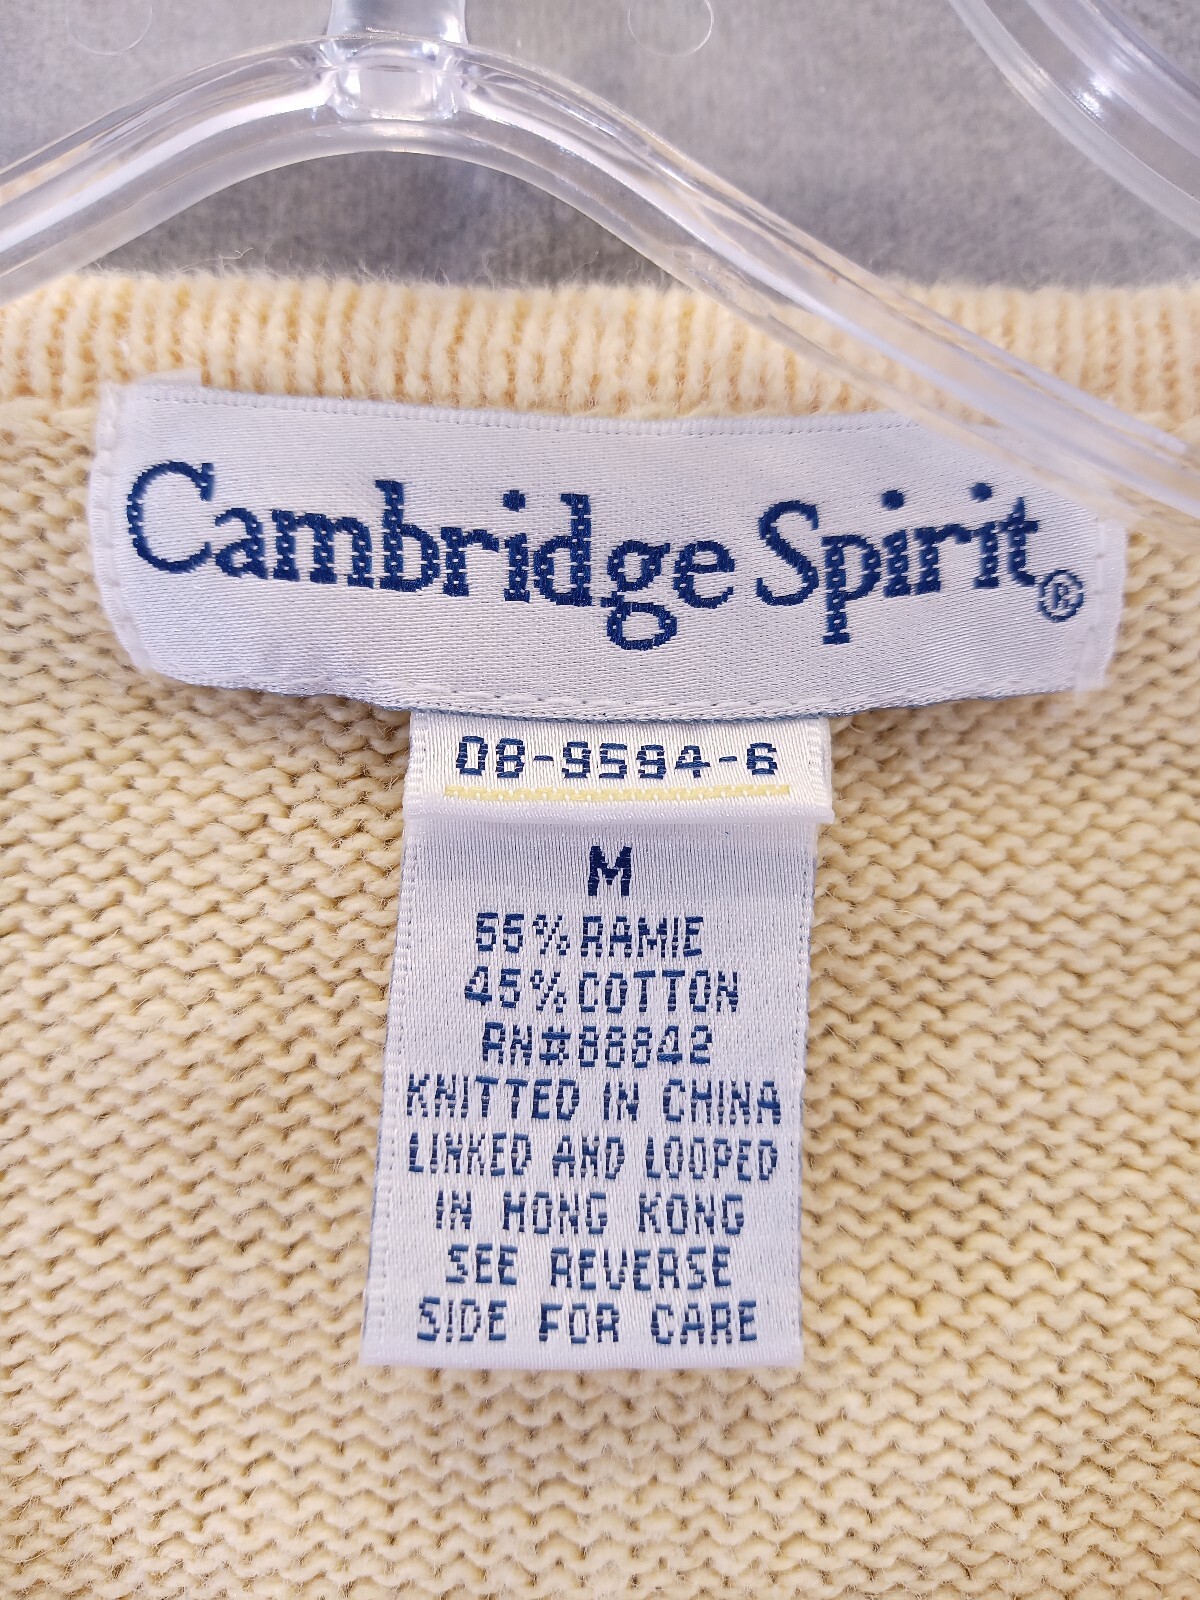 Cambridge Spirit®
08-9594-6
M
55% RAMIE
45% COTTON
RN#88842
KNITTED IN CHINA
LINKED AND LOOPED
IN HONG KONG
SEE REVERSE
SIDE FOR CARE